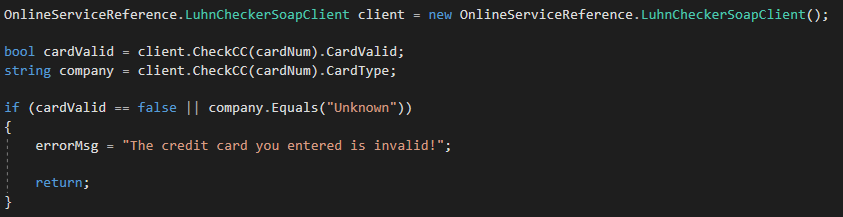 OnlineServiceReference.LuhnCheckerSoapClient client = new OnlineServiceReference.LuhnCheckerSoapClient();
bool cardValid = client.CheckCC(cardNum).CardValid;
string company = client.CheckCC(cardNum).CardType;
if (cardValid == false || company.Equals("Unknown"))
{
errorMsg = "The credit card you entered is invalid!";
return;
}